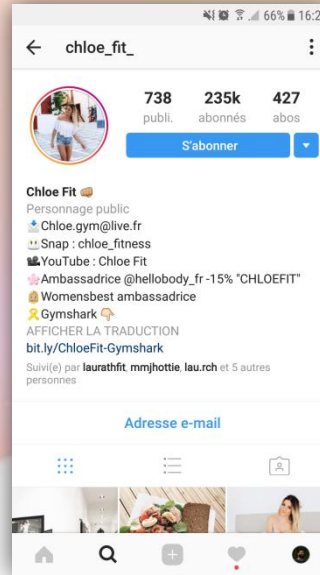 66% 16:2
chloe_fit_
738 235k 427
publi. abonnés abos
S'abonner
Chloe Fit
Personnage public
Chloe.gym@live.fr
Snap : chloe_fitness
YouTube : Chloe Fit
Ambassadrice @hellobody_fr -15% "CHLOEFIT"
Womensbest ambassadrice
Gymshark
AFFICHER LA TRADUCTION
bit.ly/ChloeFit-Gymshark
Suivi(e) par laurathfit, mmjhottie, lau.rch et 5 autres
personnes
Adresse e-mail